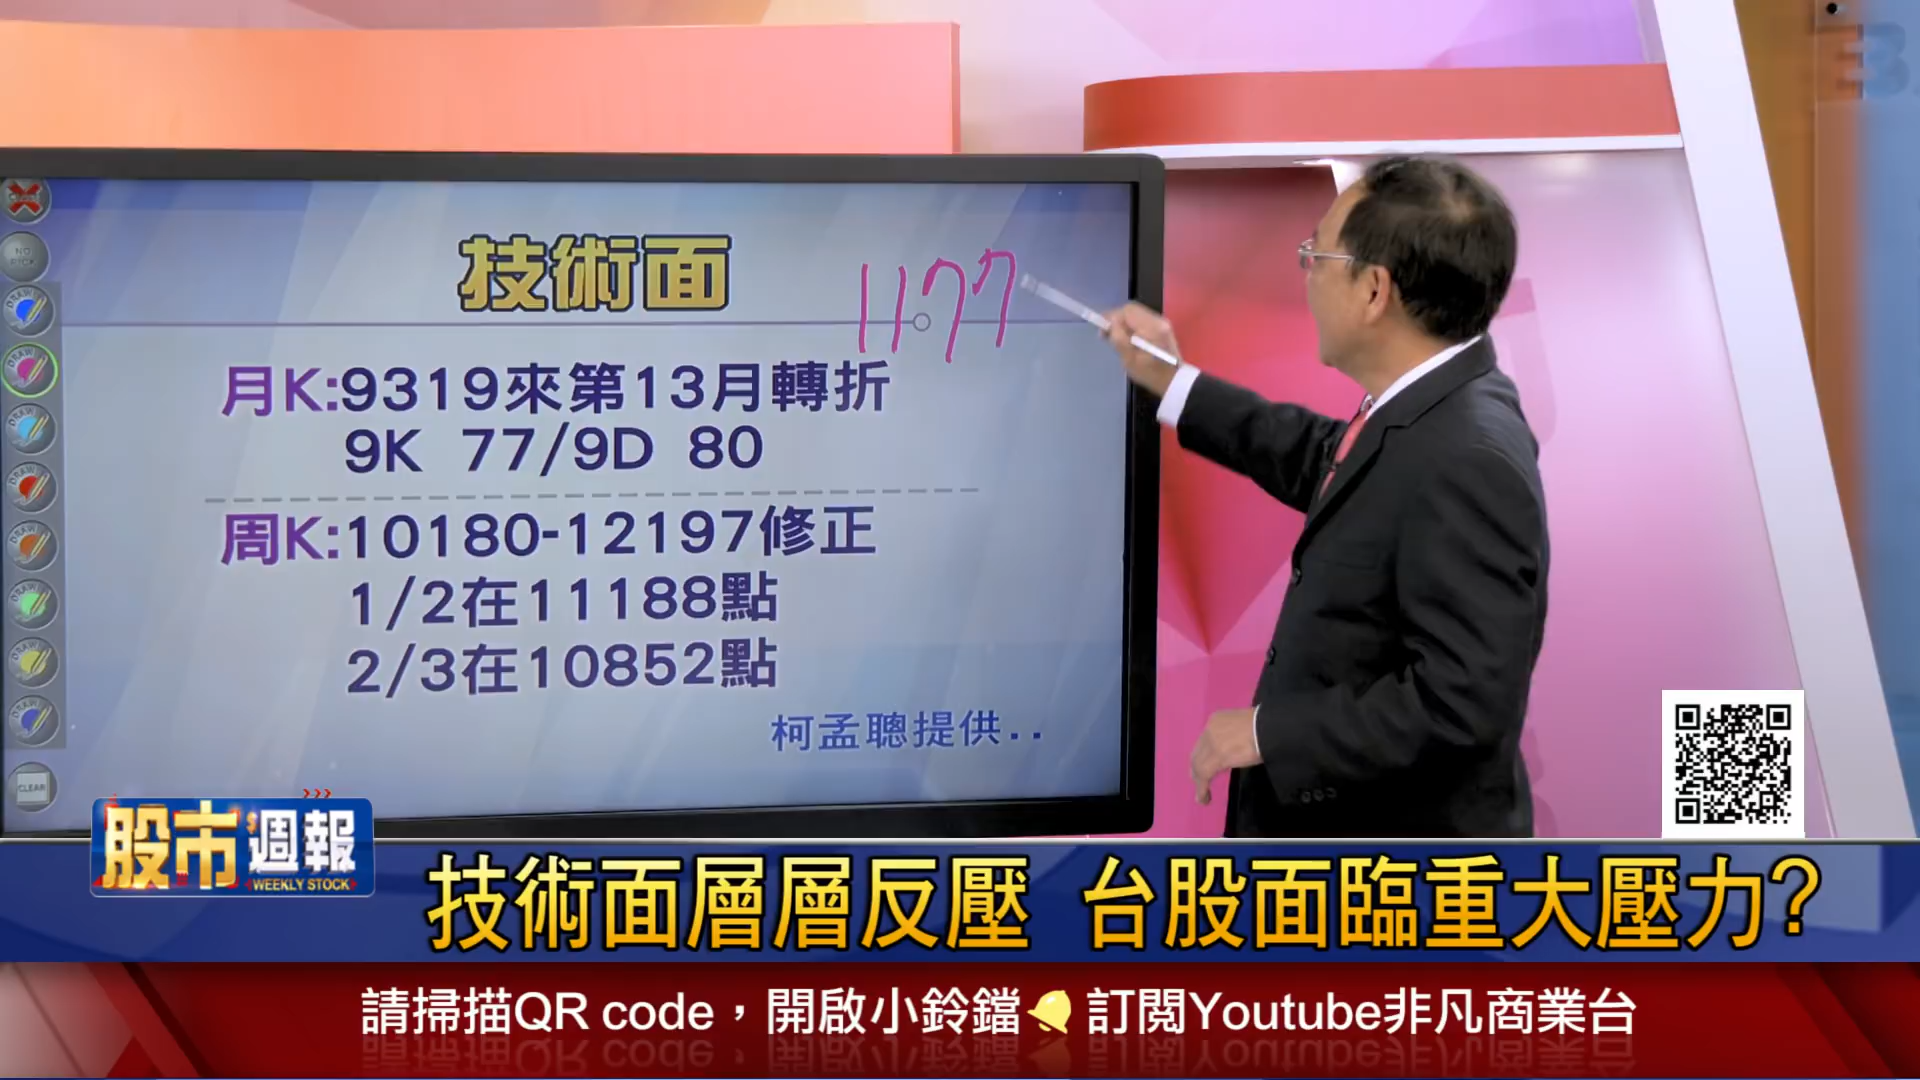 技術面
1177
月K:9319來第13月轉折
9K 77/9D 80
周K:10180-12197修正
1/2在11188點
2/3在10852點
柯孟聰提供..
CLEAR
股市週報
WEEKLY STOCK
技術面層層反壓 台股面臨重大壓力?
請掃描QR code，開啟小鈴鐺🔔訂閱Youtube非凡商業台